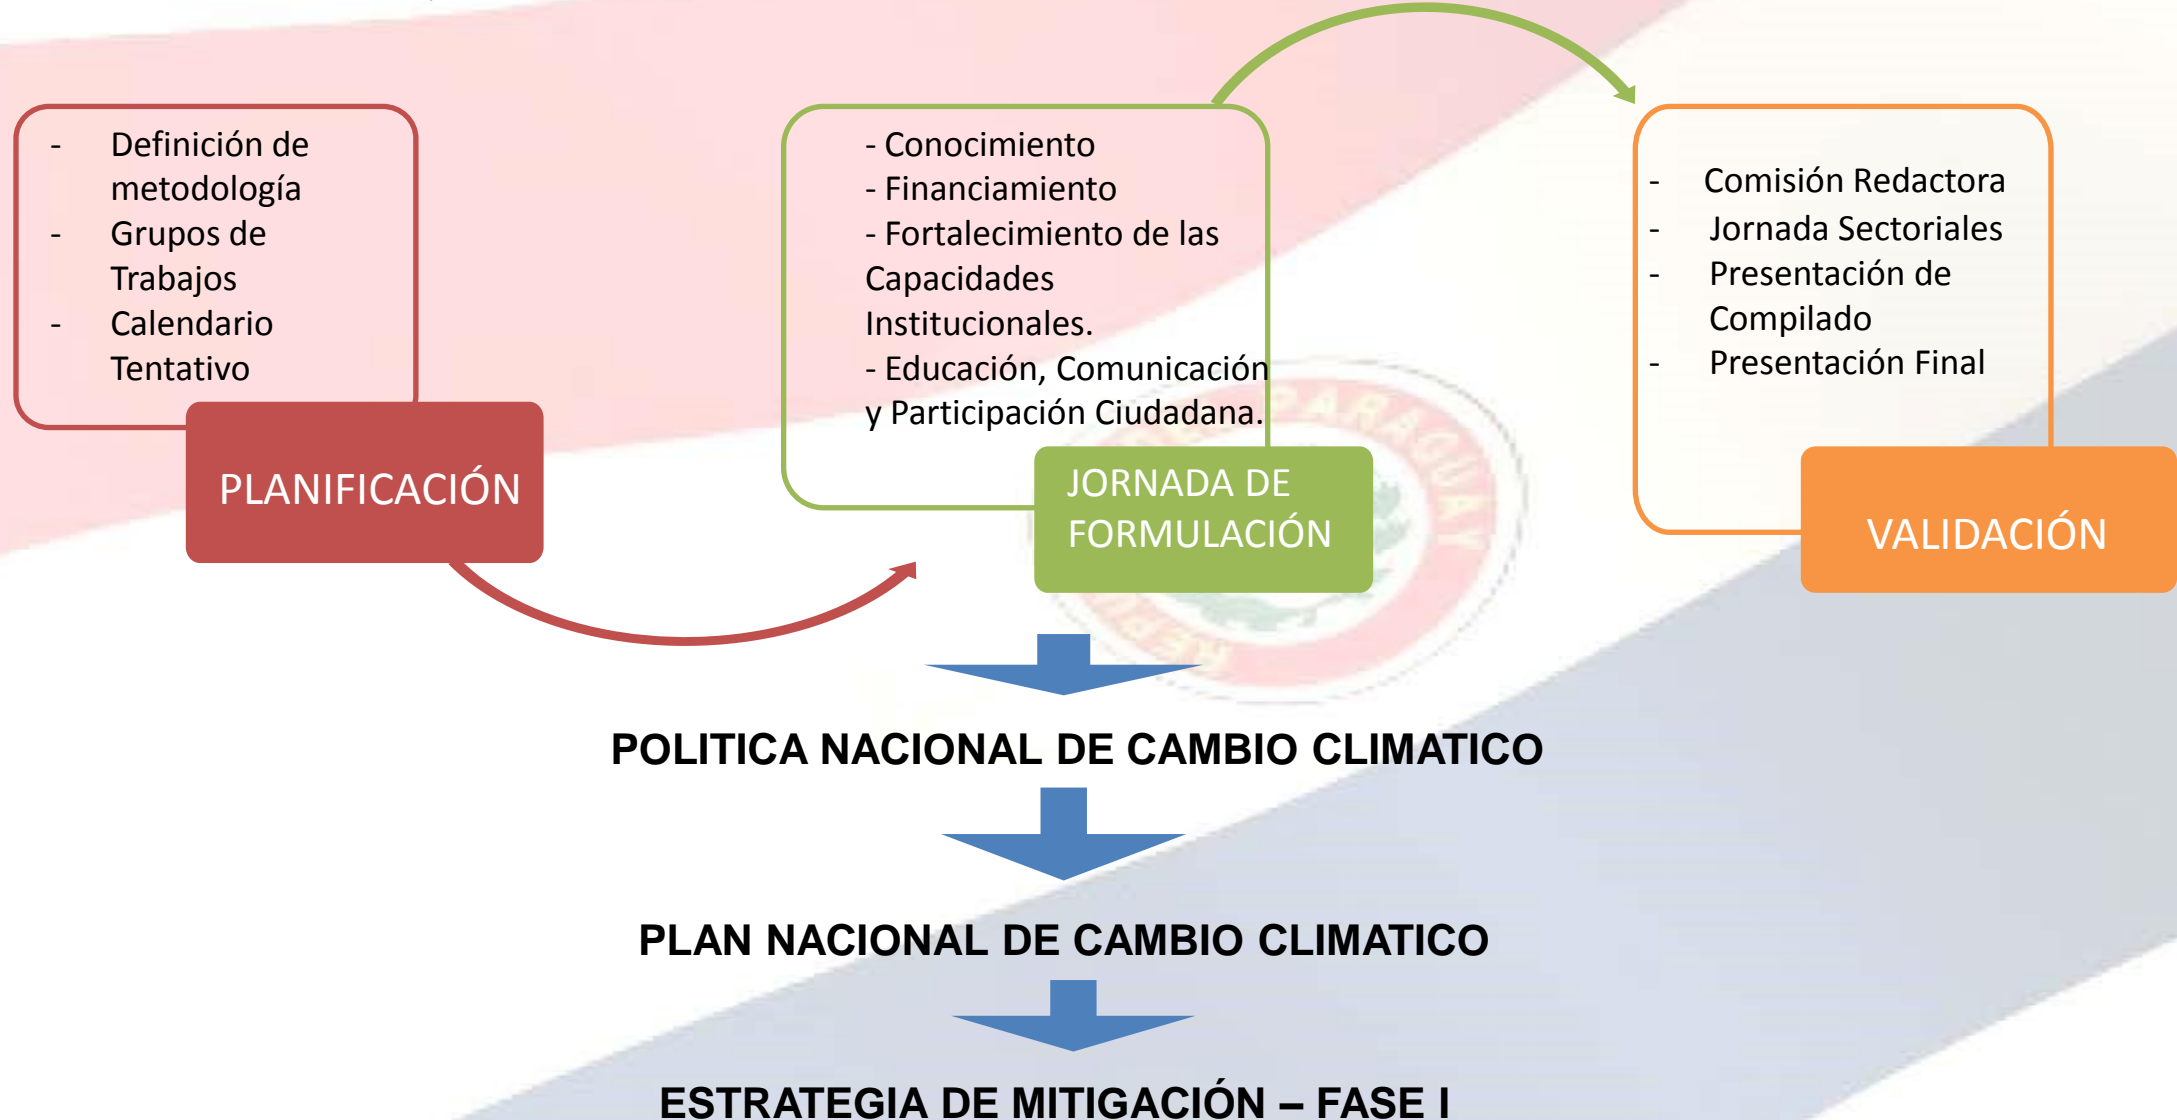 - Definición de
metodología
- Grupos de
Trabajos
- Calendario
Tentativo
PLANIFICACIÓN
- Conocimiento
- Financiamiento
- Fortalecimiento de las
Capacidades
Institucionales.
- Educación, Comunicación
y Participación Ciudadana.
JORNADA DE
FORMULACIÓN
- Comisión Redactora
- Jornada Sectoriales
- Presentación de
Compilado
- Presentación Final
VALIDACIÓN
PARAGUAY
POLITICA NACIONAL DE CAMBIO CLIMATICO
PLAN NACIONAL DE CAMBIO CLIMATICO
ESTRATEGIA DE MITIGACIÓN – FASE I